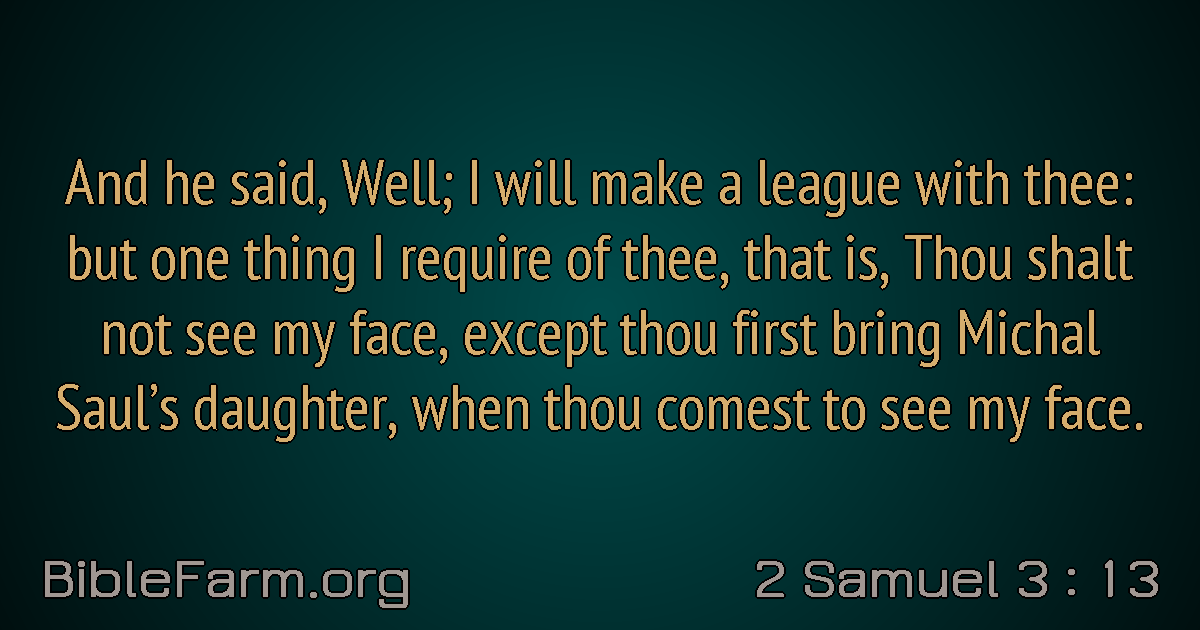 And he said, Well; I will make a league with thee:
but one thing I require of thee, that is, Thou shalt
not see my face, except thou first bring Michal
Saul’s daughter, when thou comest to see my face.
BibleFarm.org
2 Samuel 3 : 13